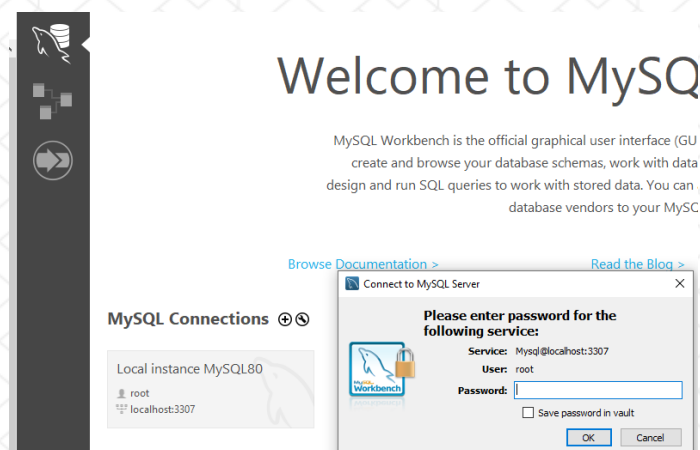 Welcome to MySQ
MySQL Workbench is the official graphical user interface (GU
create and browse your database schemas, work with data
design and run SQL queries to work with stored data. You can
database vendors to your MySQ
Browse Documentation >
Read the Blog >
MySQL Connections
Local instance MySQL80
root
localhost:3307
Connect to MySQL Server
Please enter password for the
following service:
Service: Mysql@localhost:3307
User: root
Password:
Save password in vault
OK Cancel
MySQL
Workbench